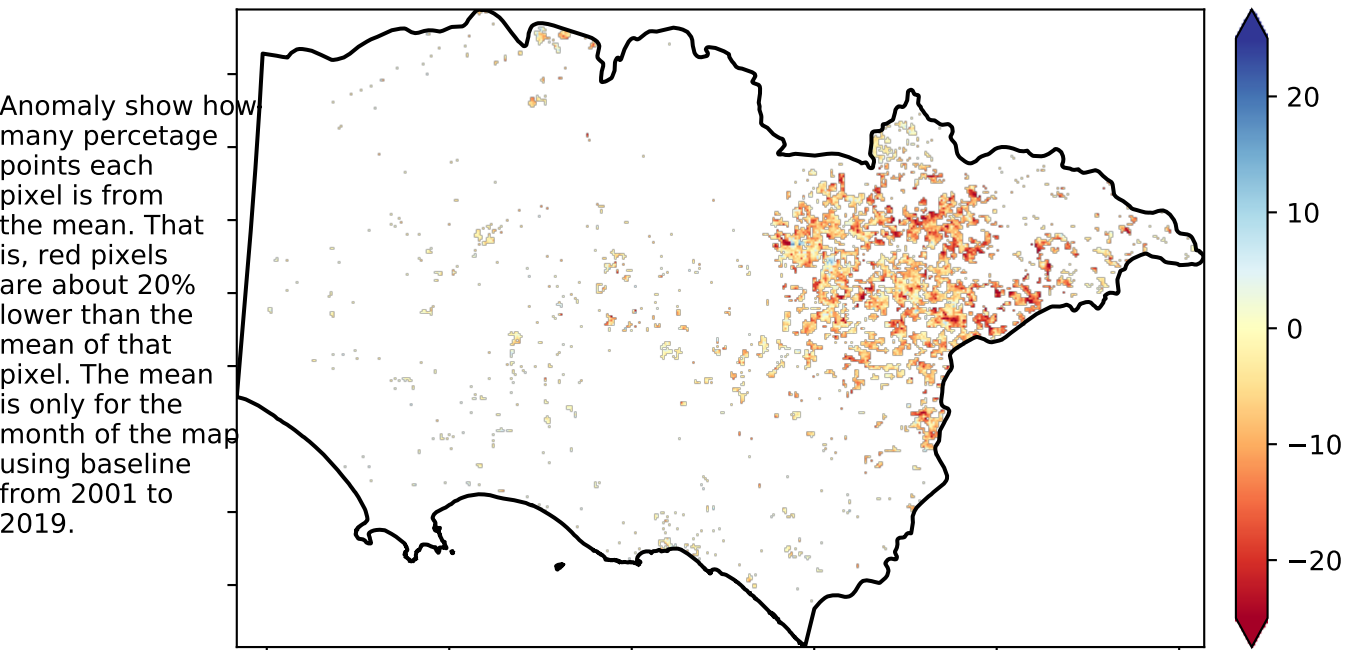 Anomaly show how
many percetage
points each
pixel is from
the mean. That
is, red pixels
are about 20%
lower than the
mean of that
pixel. The mean
is only for the
month of the map
using baseline
from 2001 to
2019.
20
10
0
−10
−20